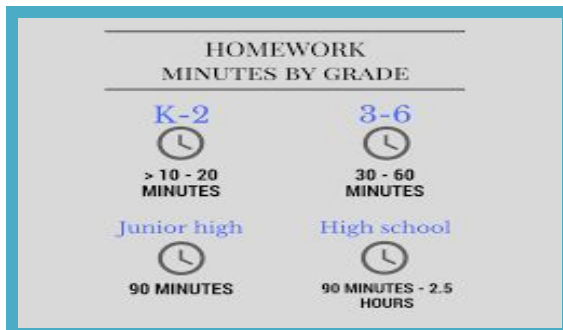 HOMEWORK
MINUTES BY GRADE
K-2
> 10 - 20
MINUTES
3-6
30 - 60
MINUTES
Junior high
90 MINUTES
High school
90 MINUTES - 2.5
HOURS